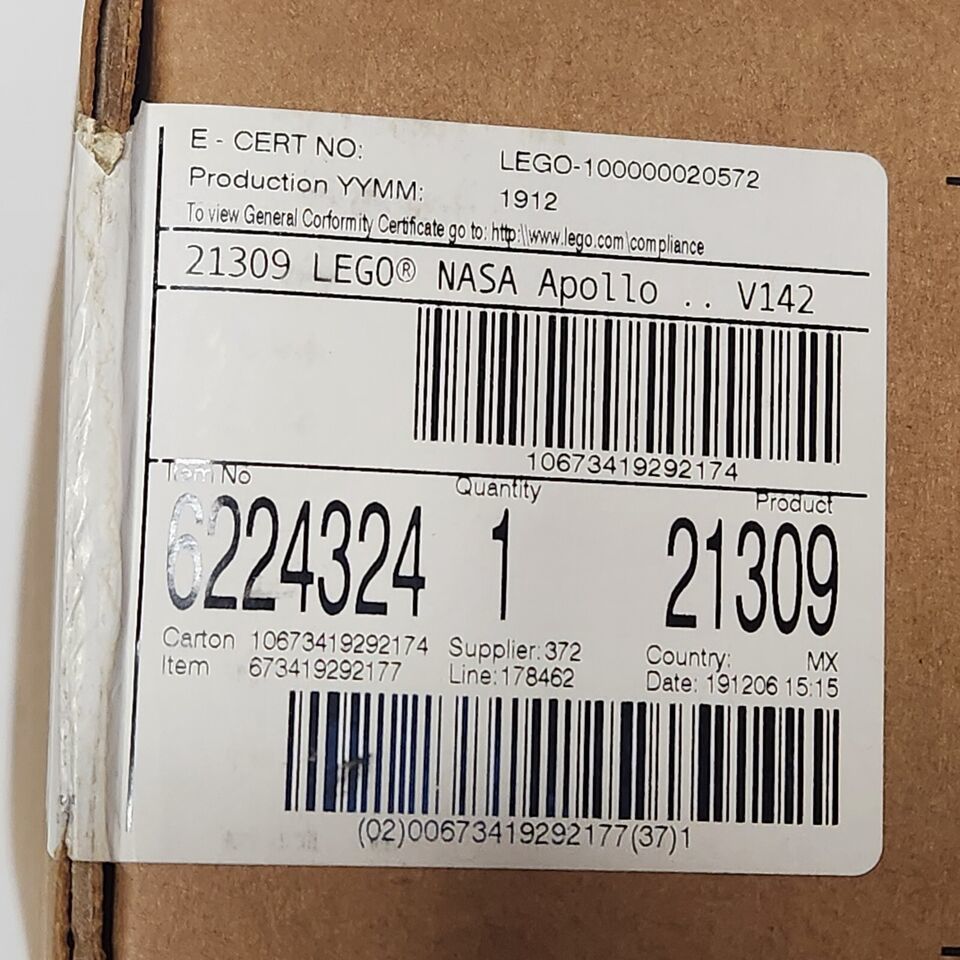 E - CERT NO: LEGO-100000020572
Production YYMM: 1912
To view General Corformity Certificate go to: http:\\www.lego.com\compliance
21309 LEGO® NASA Apollo .. V142
10673419292174
Item No Quantity Product
6224324 1 21309
Carton 10673419292174 Supplier: 372 Country: MX
Item 673419292177 Line: 178462 Date: 191206 15:15
(02)00673419292177(37)1